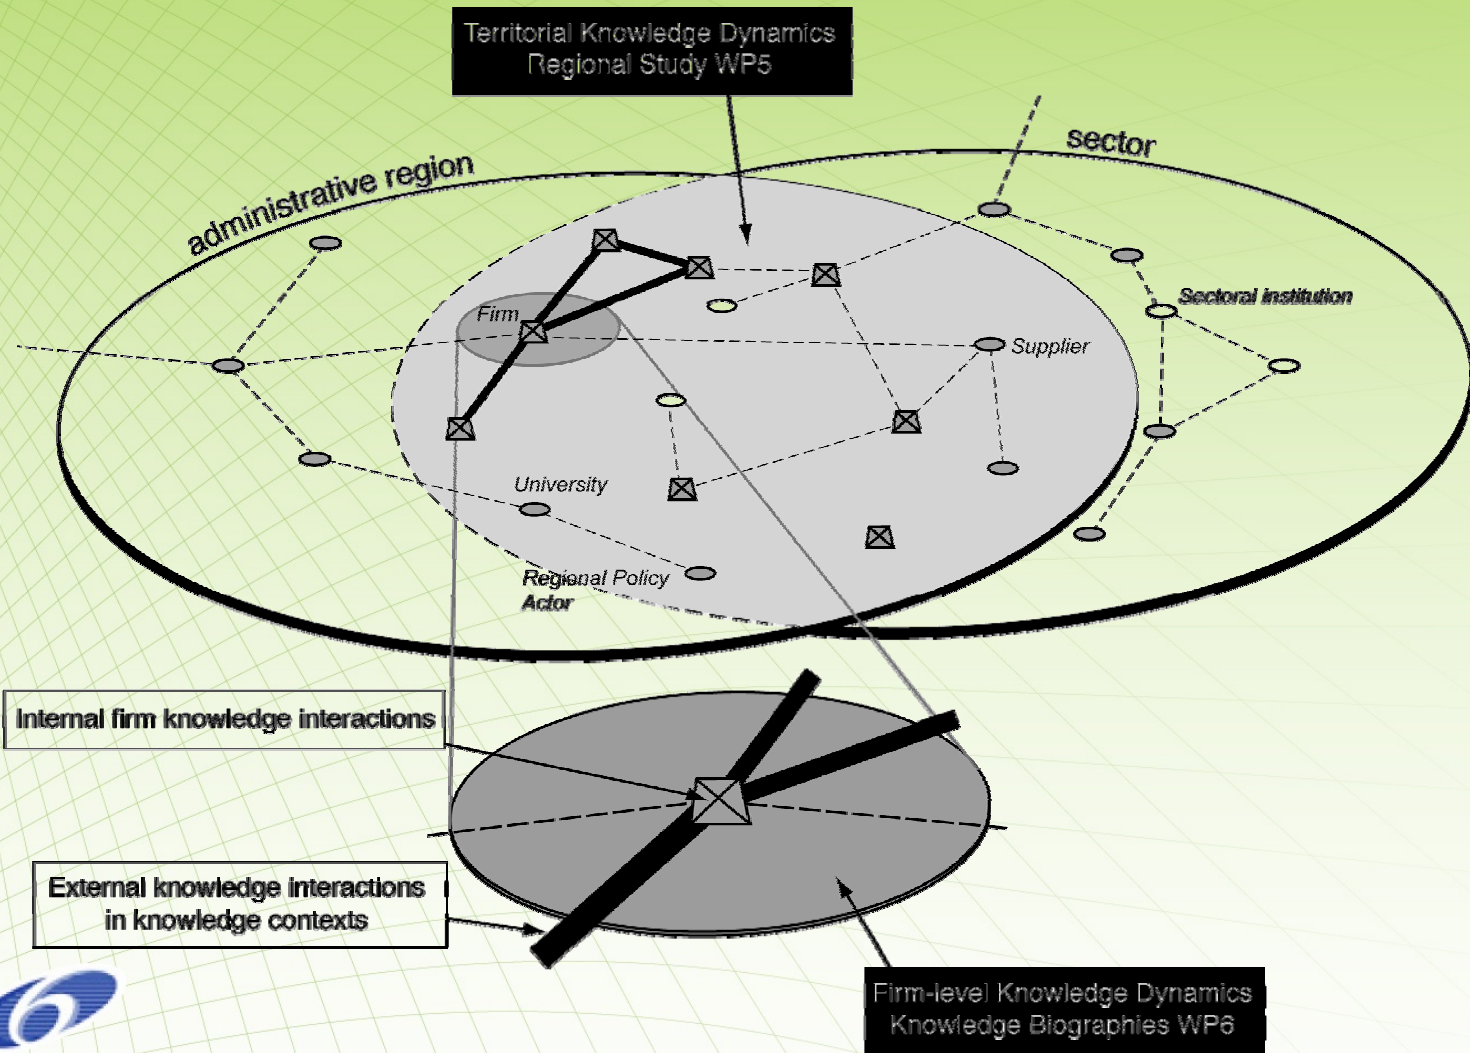 Territorial Knowledge Dynamics
Regional Study WP5
administrative region
sector
Firm
Sectoral institution
Supplier
University
Regional Policy
Actor
Internal firm knowledge interactions
External knowledge interactions
in knowledge contexts
Firm-level Knowledge Dynamics
Knowledge Biographies WP6
6